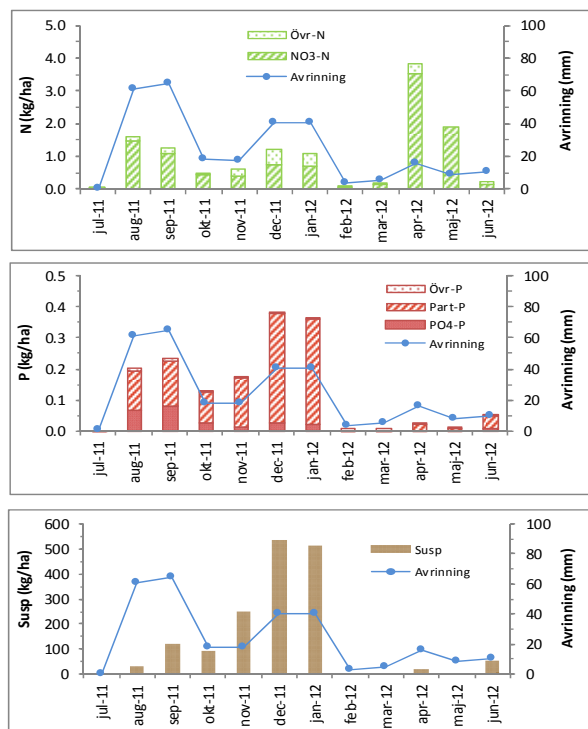 5.0
4.0
3.0
2.0
1.0
0.0
N (kg/ha)
Övr-N
NO3-N
Avrinning
100
80
60
40
20
0
Avrinning (mm)
jul-11 aug-11 sep-11 okt-11 nov-11 dec-11 jan-12 feb-12 mar-12 apr-12 maj-12 jun-12
0.5
0.4
0.3
0.2
0.1
0.0
P (kg/ha)
Övr-P
Part-P
PO4-P
Avrinning
100
80
60
40
20
0
Avrinning (mm)
jul-11 aug-11 sep-11 okt-11 nov-11 dec-11 jan-12 feb-12 mar-12 apr-12 maj-12 jun-12
600
500
400
300
200
100
0
Susp (kg/ha)
Susp
Avrinning
100
80
60
40
20
0
Avrinning (mm)
jul-11 aug-11 sep-11 okt-11 nov-11 dec-11 jan-12 feb-12 mar-12 apr-12 maj-12 jun-12